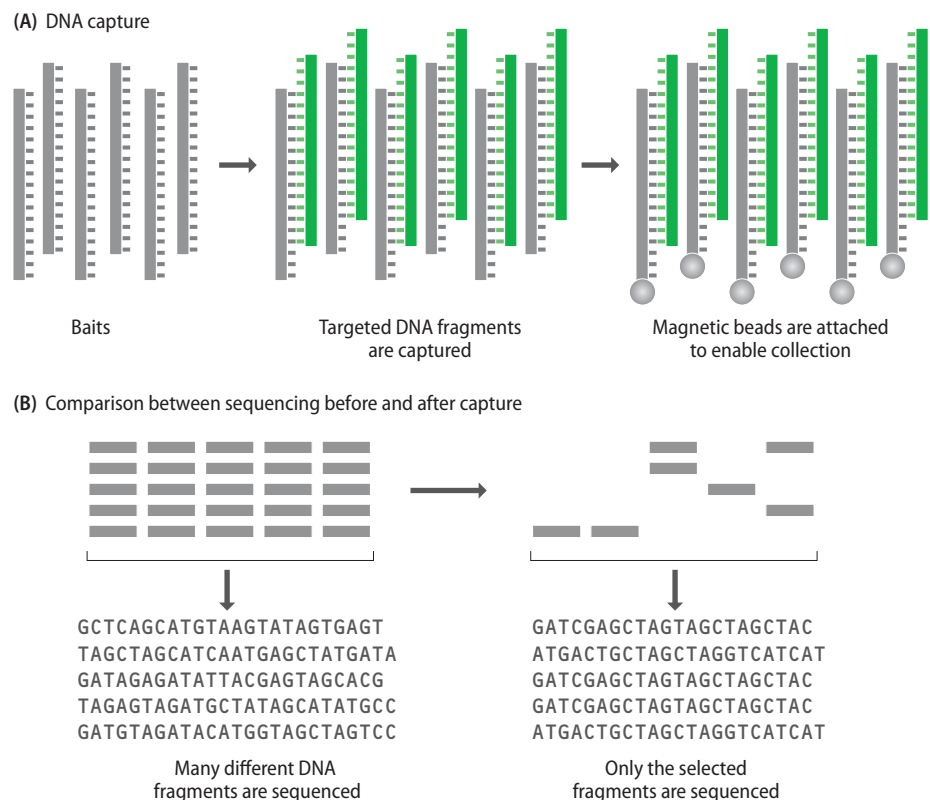 (A) DNA capture
Baits
Targeted DNA fragments
are captured
Magnetic beads are attached
to enable collection
(B) Comparison between sequencing before and after capture
GCTCAGCATGTAAGTATAGTGAGT
TAGCTAGCATCAATGAGCTATGATA
GATAGAGATATTACGAGTAGCACG
TAGAGTAGATGCTATAGCATATGCC
GATGTAGATACATGGTAGCTAGTCC
Many different DNA
fragments are sequenced
GATCGAGCTAGTAGCTAGCTAC
ATGACTGCTAGCTAGGTCATCAT
GATCGAGCTAGTAGCTAGCTAC
GATCGAGCTAGTAGCTAGCTAC
ATGACTGCTAGCTAGGTCATCAT
Only the selected
fragments are sequenced